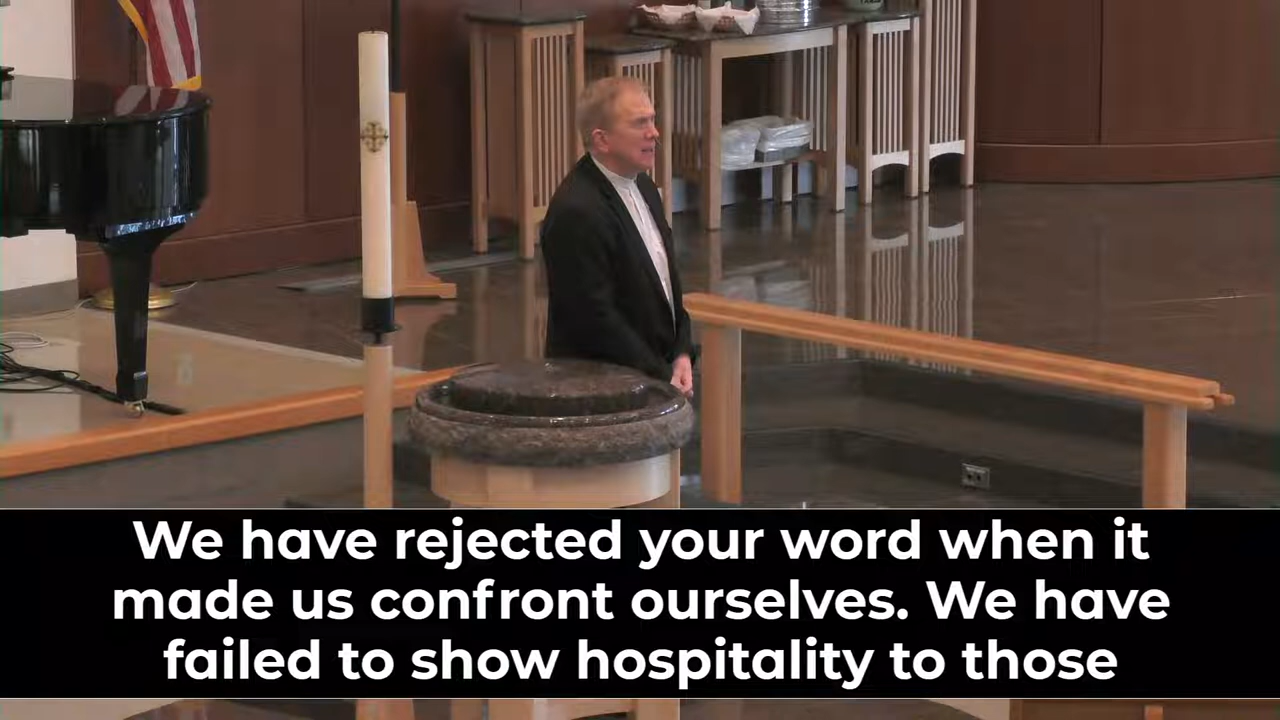 We have rejected your word when it
made us confront ourselves. We have
failed to show hospitality to those